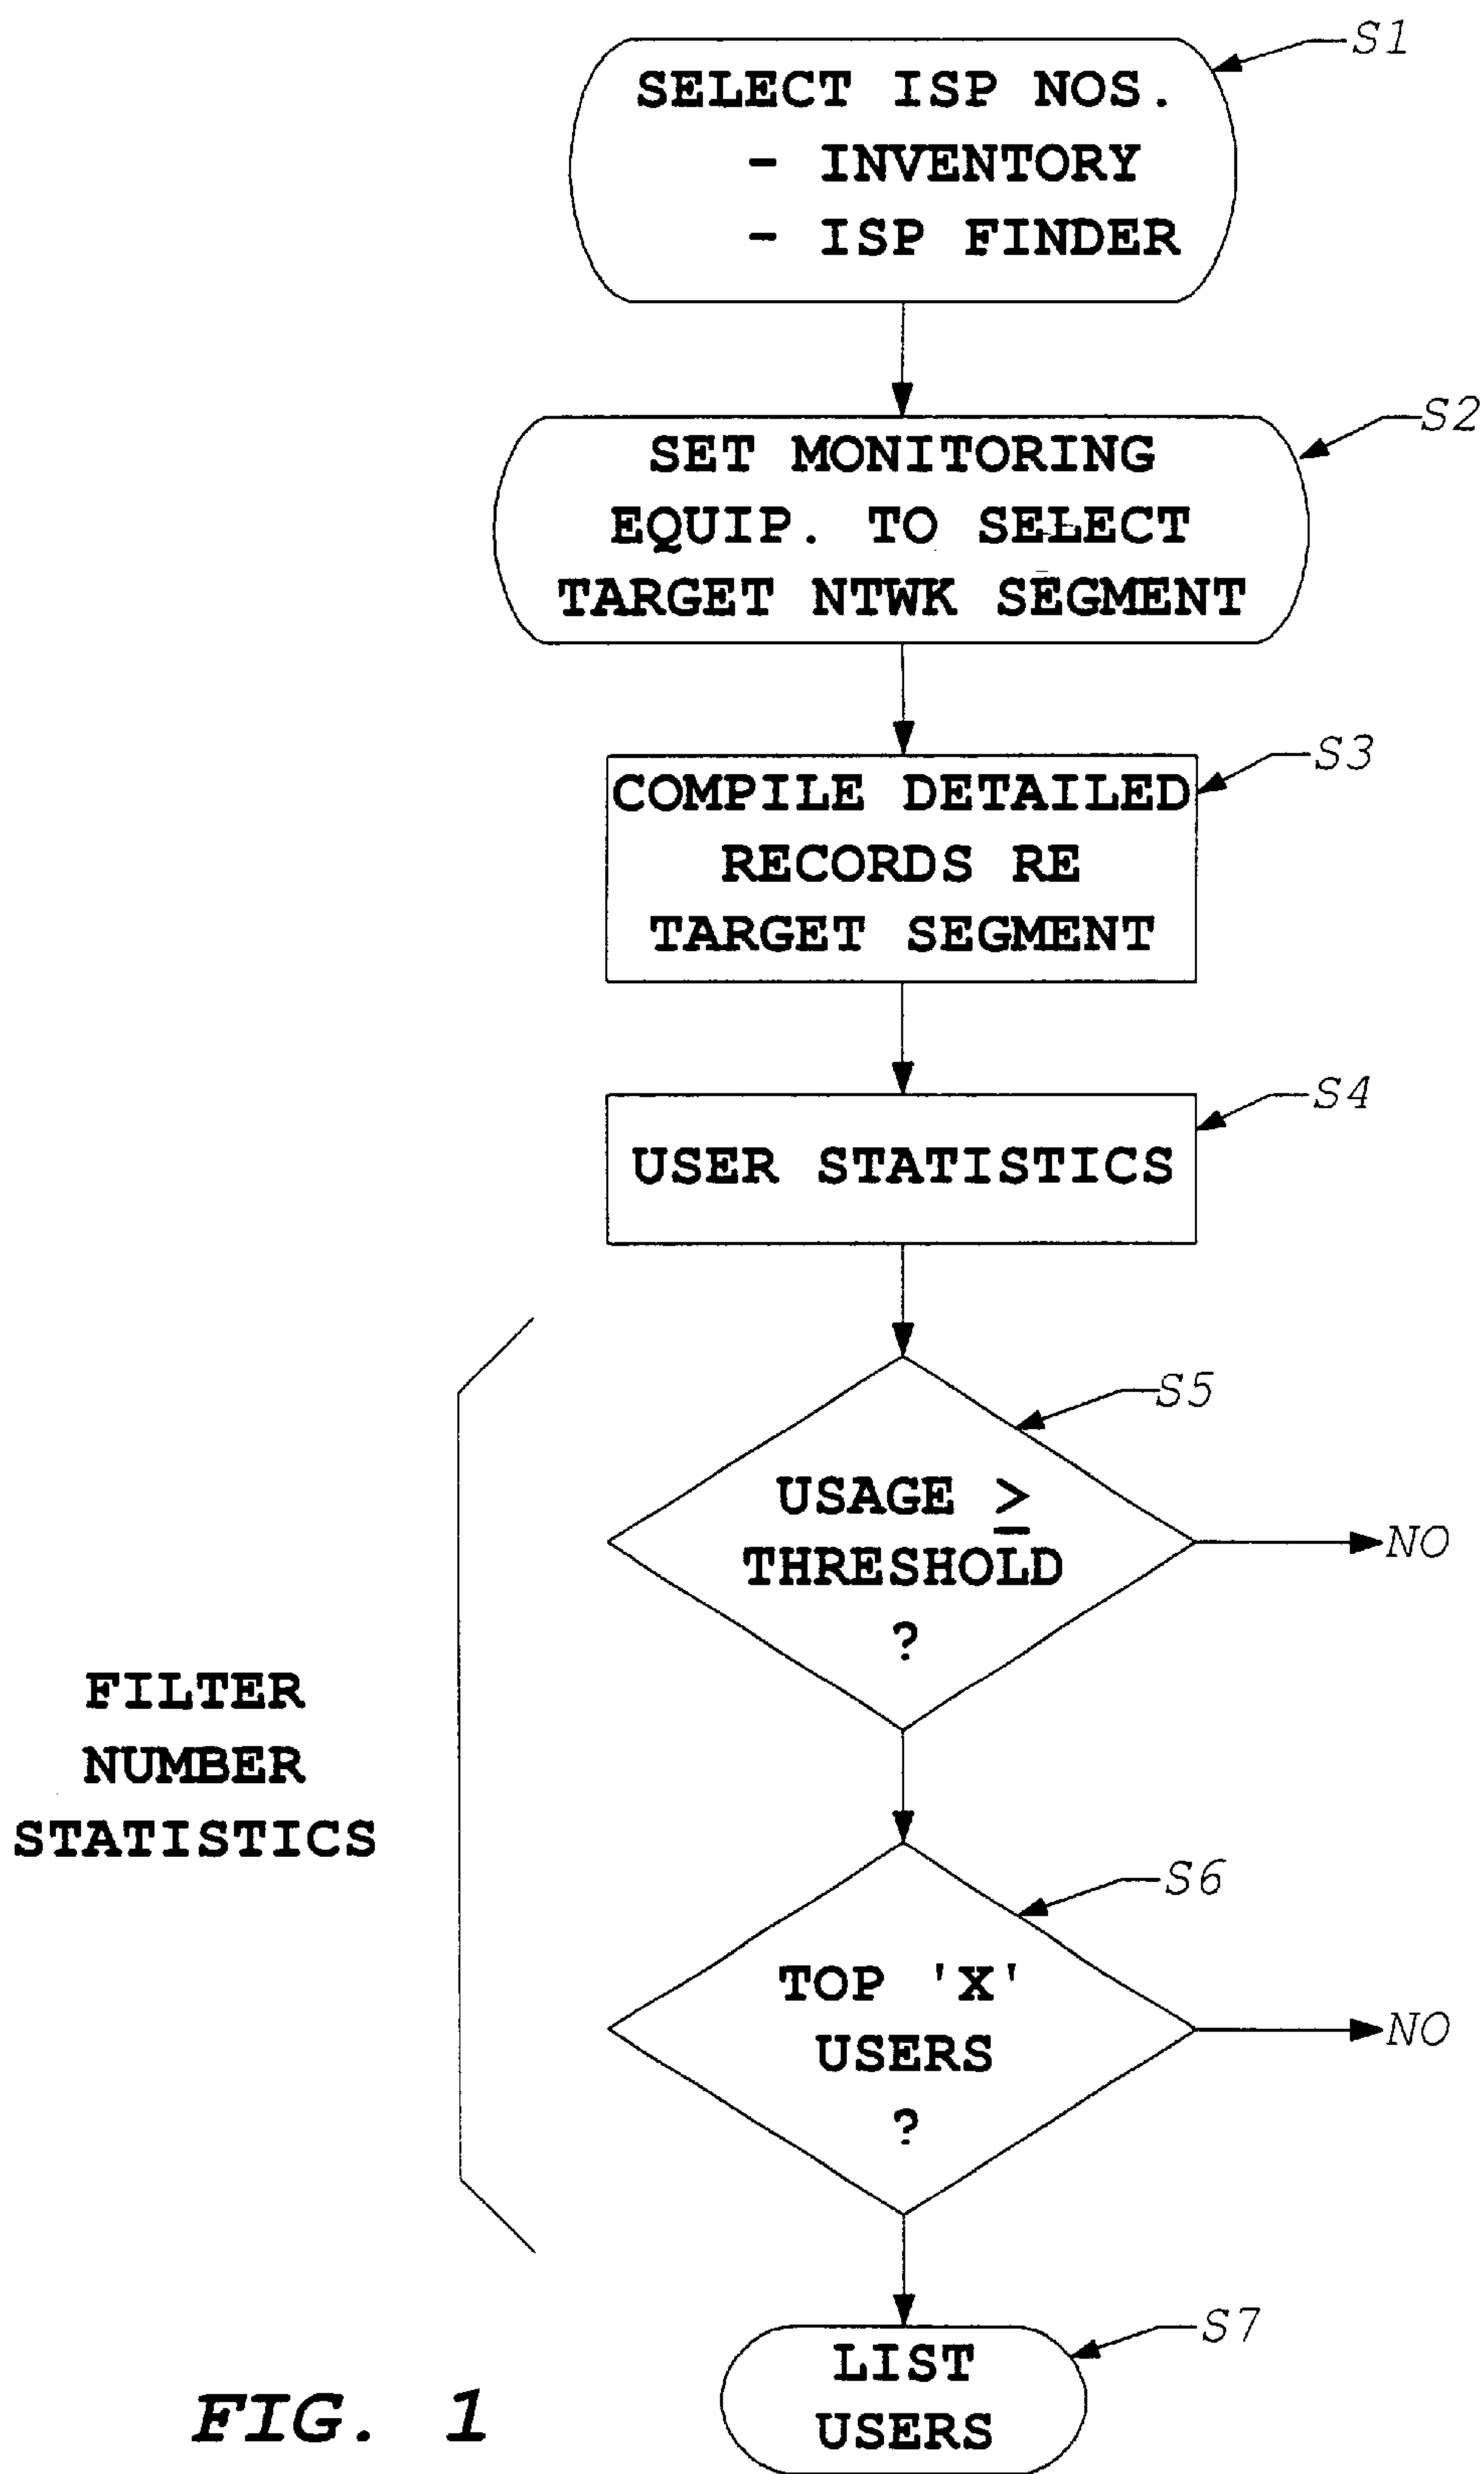 S1
SELECT ISP NOS.
- INVENTORY
- ISP FINDER
S2
SET MONITORING
EQUIP. TO SELECT
TARGET NTWK SEGMENT
S3
COMPILE DETAILED
RECORDS RE
TARGET SEGMENT
S4
USER STATISTICS
S5
USAGE ≥
THRESHOLD
?
NO
FILTER
NUMBER
STATISTICS
S6
TOP 'X'
USERS
?
NO
S7
LIST
USERS
FIG. 1